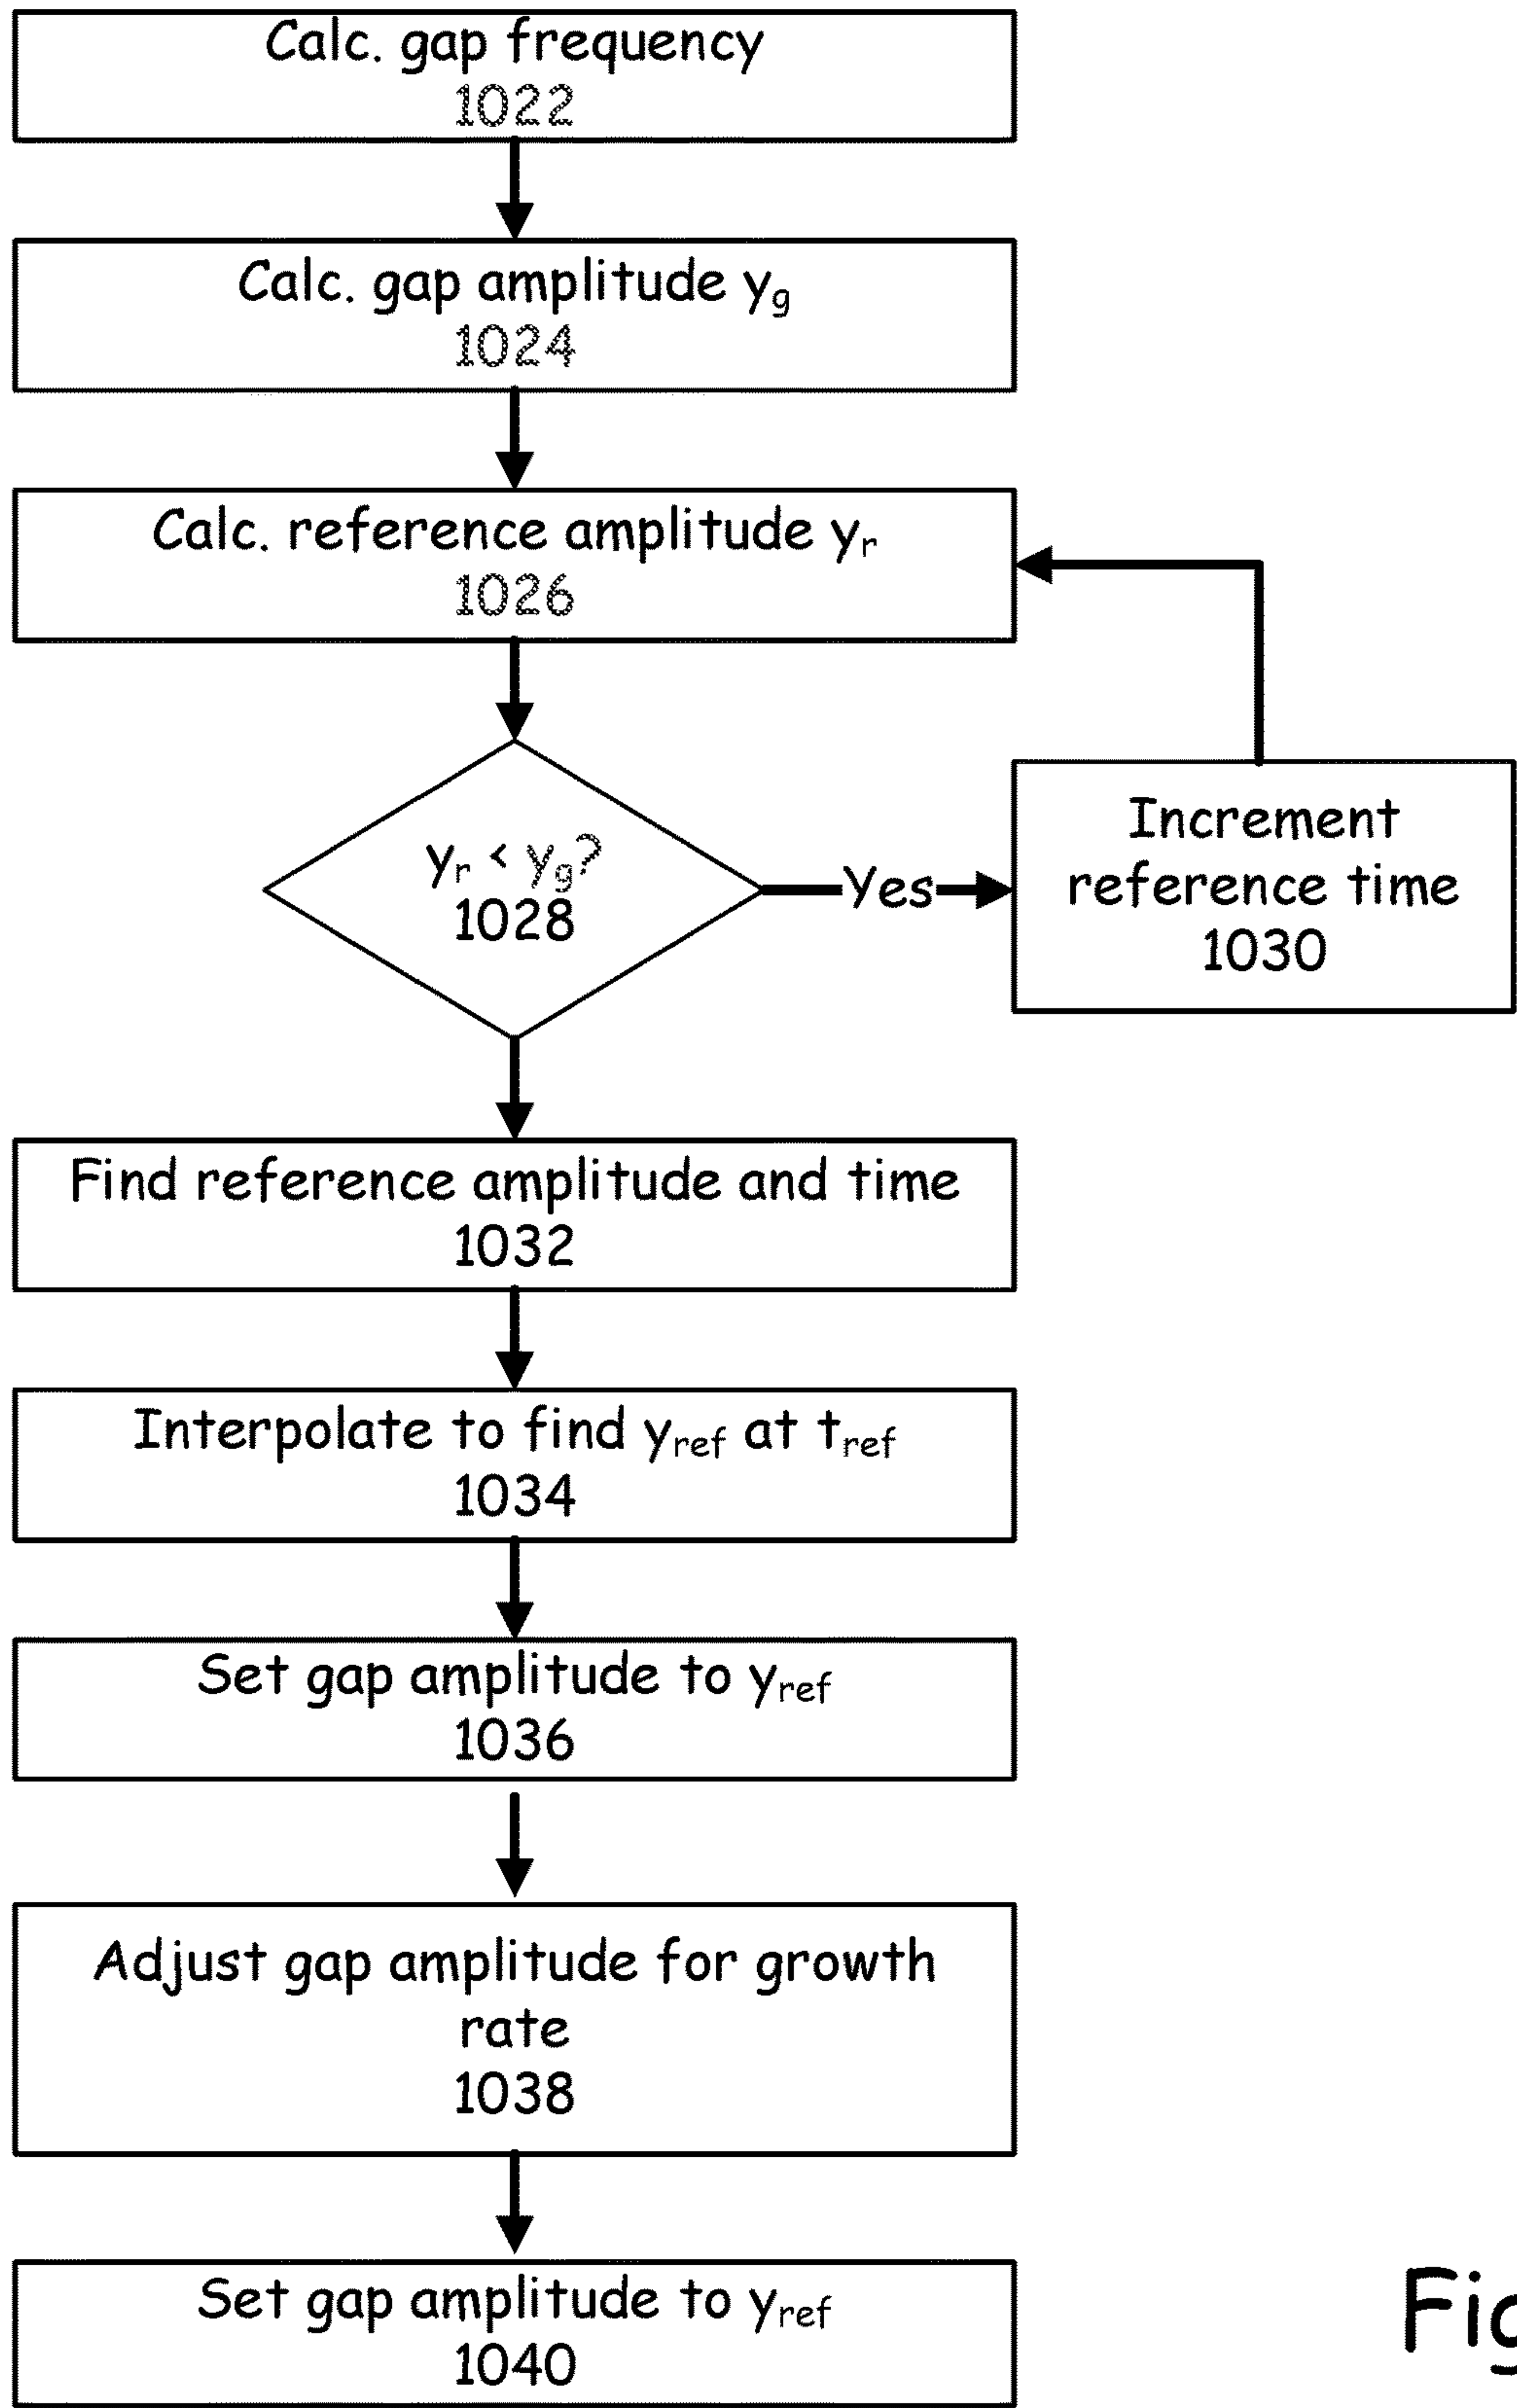 Calc. gap frequency
1022
Calc. gap amplitude yg
1024
Calc. reference amplitude yr
1026
yr < yg?
1028
Yes
Increment
reference time
1030
Find reference amplitude and time
1032
Interpolate to find yref at tref
1034
Set gap amplitude to yref
1036
Adjust gap amplitude for growth
rate
1038
Set gap amplitude to yref
1040